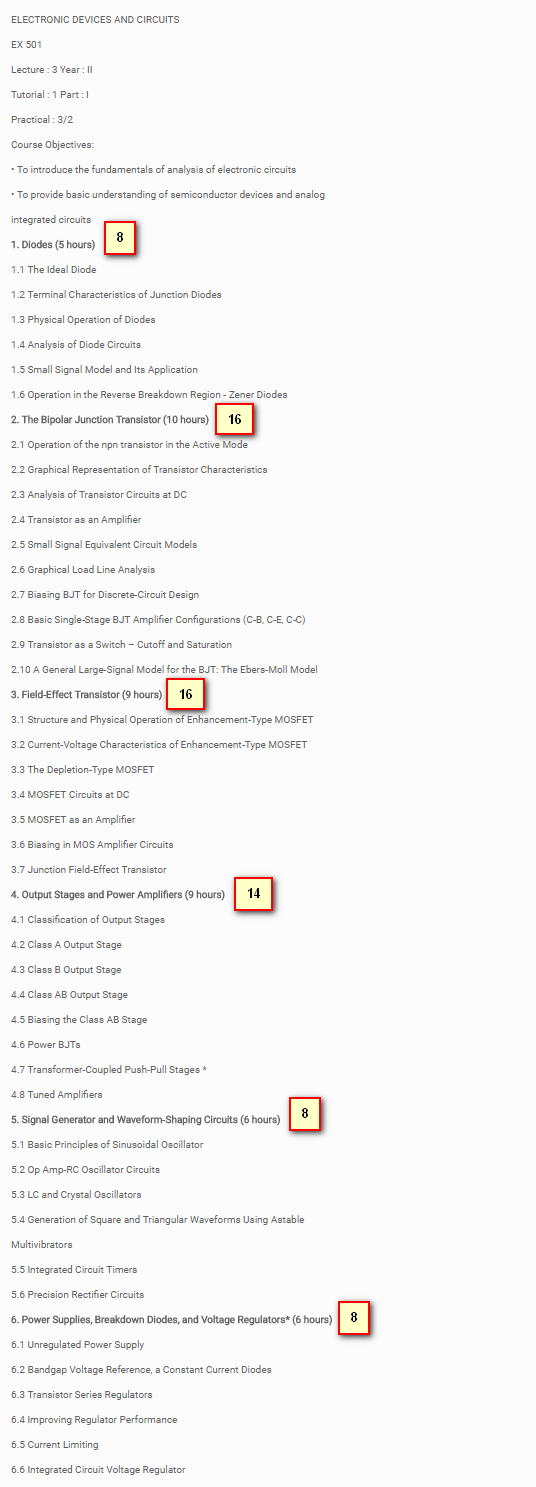 ELECTRONIC DEVICES AND CIRCUITS
EX 501
Lecture : 3 Year : II
Tutorial : 1 Part : I
Practical : 3/2
Course Objectives:
• To introduce the fundamentals of analysis of electronic circuits
• To provide basic understanding of semiconductor devices and analog
integrated circuits
1. Diodes (5 hours) 8
1.1 The Ideal Diode
1.2 Terminal Characteristics of Junction Diodes
1.3 Physical Operation of Diodes
1.4 Analysis of Diode Circuits
1.5 Small Signal Model and Its Application
1.6 Operation in the Reverse Breakdown Region - Zener Diodes
2. The Bipolar Junction Transistor (10 hours) 16
2.1 Operation of the npn transistor in the Active Mode
2.2 Graphical Representation of Transistor Characteristics
2.3 Analysis of Transistor Circuits at DC
2.4 Transistor as an Amplifier
2.5 Small Signal Equivalent Circuit Models
2.6 Graphical Load Line Analysis
2.7 Biasing BJT for Discrete-Circuit Design
2.8 Basic Single-Stage BJT Amplifier Configurations (C-B, C-E, C-C)
2.9 Transistor as a Switch – Cutoff and Saturation
2.10 A General Large-Signal Model for the BJT: The Ebers-Moll Model
3. Field-Effect Transistor (9 hours) 16
3.1 Structure and Physical Operation of Enhancement-Type MOSFET
3.2 Current-Voltage Characteristics of Enhancement-Type MOSFET
3.3 The Depletion-Type MOSFET
3.4 MOSFET Circuits at DC
3.5 MOSFET as an Amplifier
3.6 Biasing in MOS Amplifier Circuits
3.7 Junction Field-Effect Transistor
4. Output Stages and Power Amplifiers (9 hours) 14
4.1 Classification of Output Stages
4.2 Class A Output Stage
4.3 Class B Output Stage
4.4 Class AB Output Stage
4.5 Biasing the Class AB Stage
4.6 Power BJTs
4.7 Transformer-Coupled Push-Pull Stages *
4.8 Tuned Amplifiers
5. Signal Generator and Waveform-Shaping Circuits (6 hours) 8
5.1 Basic Principles of Sinusoidal Oscillator
5.2 Op Amp-RC Oscillator Circuits
5.3 LC and Crystal Oscillators
5.4 Generation of Square and Triangular Waveforms Using Astable
Multivibrators
5.5 Integrated Circuit Timers
5.6 Precision Rectifier Circuits
6. Power Supplies, Breakdown Diodes, and Voltage Regulators* (6 hours) 8
6.1 Unregulated Power Supply
6.2 Bandgap Voltage Reference, a Constant Current Diodes
6.3 Transistor Series Regulators
6.4 Improving Regulator Performance
6.5 Current Limiting
6.6 Integrated Circuit Voltage Regulator